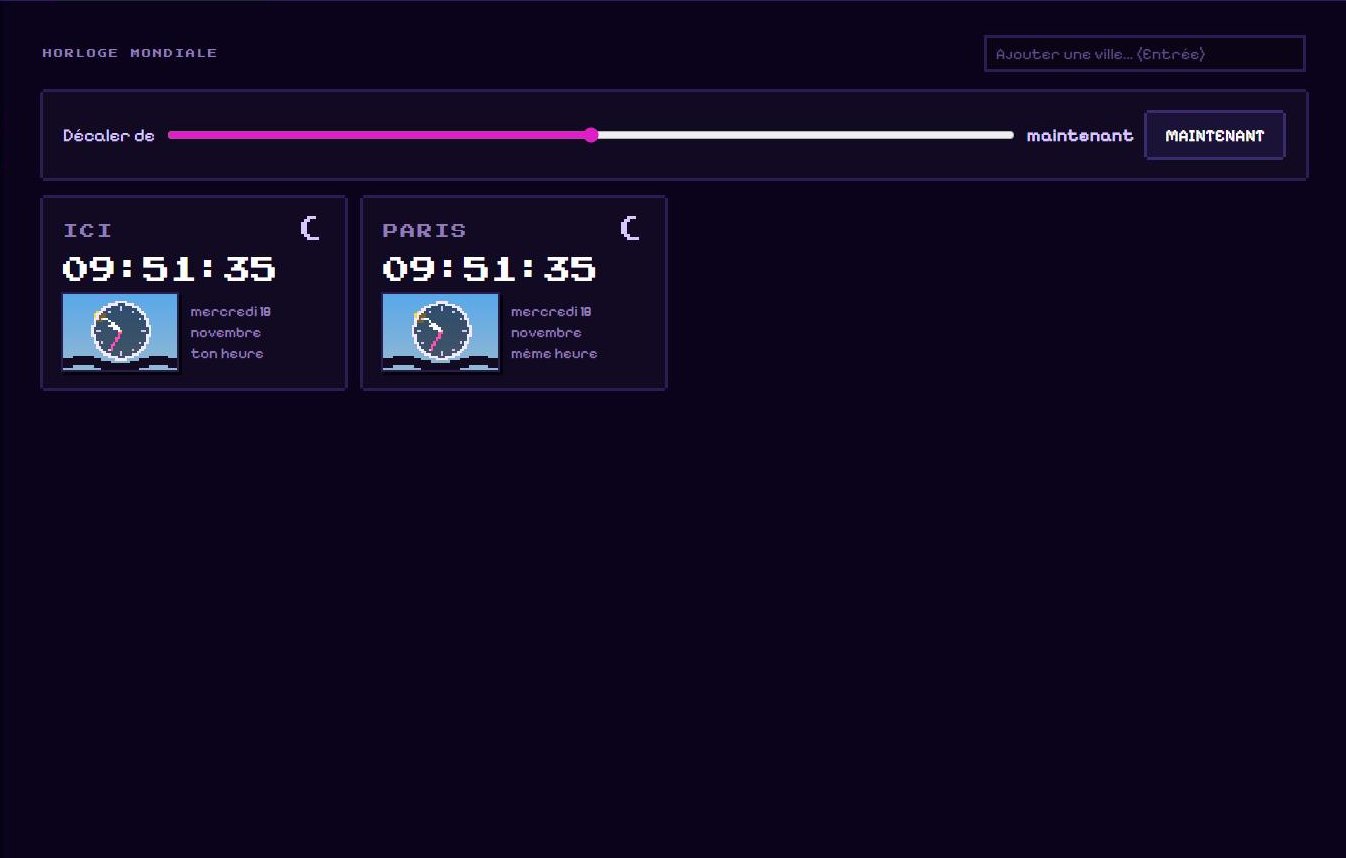 HORLOGE MONDIALE
Ajouter une ville... (Entrée)
Décaler de
maintenant
MAINTENANT
ICI
09:51:35
mercredi 18
novembre
ton heure
PARIS
09:51:35
mercredi 18
novembre
même heure